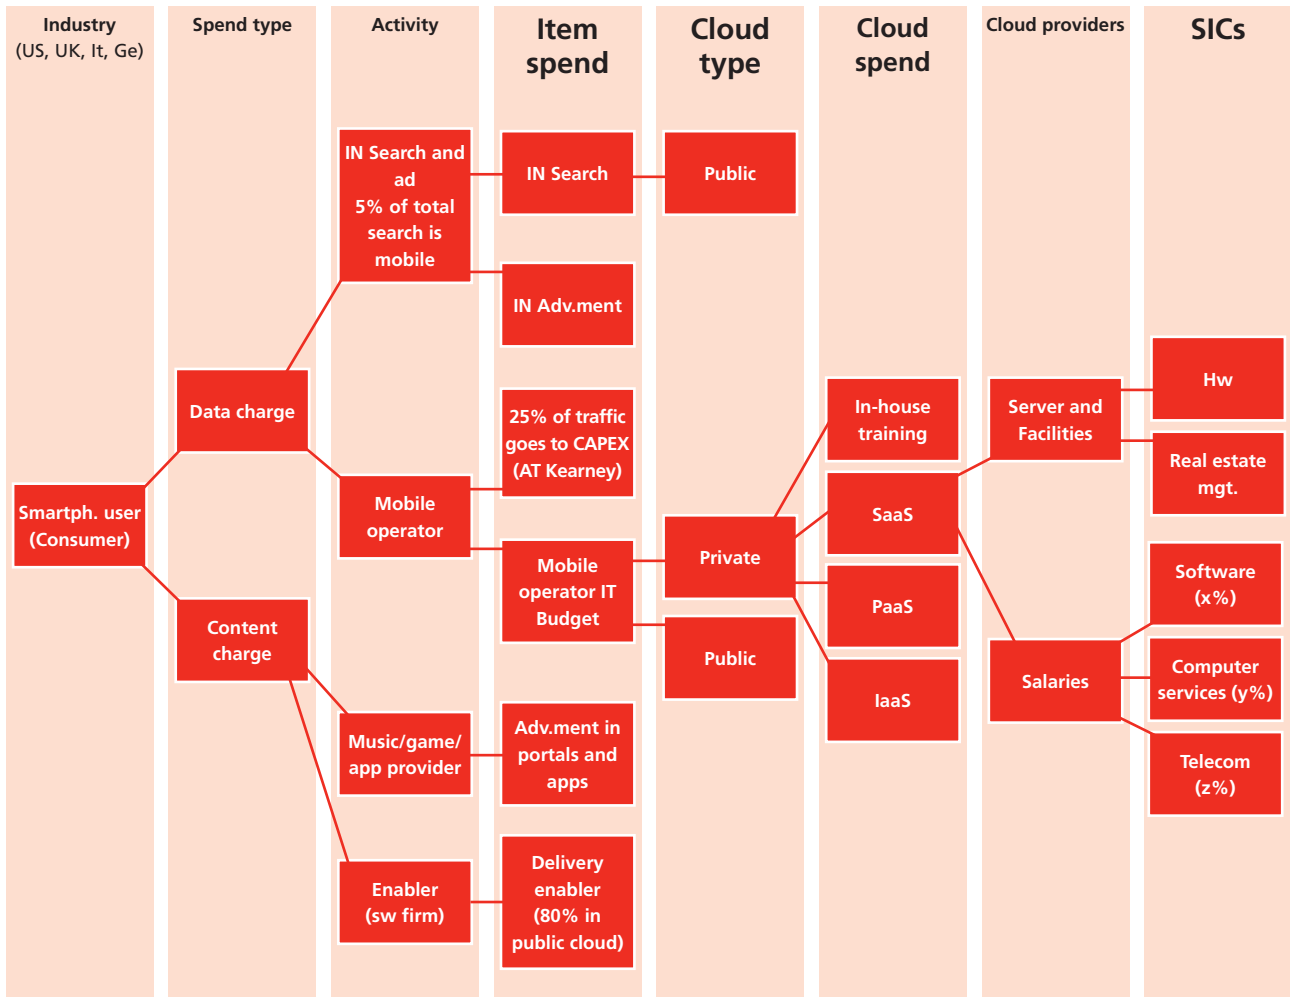 Industry
(US, UK, It, Ge)
Spend type
Activity
Item
spend
Cloud
type
Cloud
spend
Cloud providers
SICs
Smartph. user
(Consumer)
Data charge
Content
charge
IN Search and
ad
5% of total
search is
mobile
Mobile
operator
Music/game/
app provider
Enabler
(sw firm)
IN Search
IN Adv.ment
25% of traffic
goes to CAPEX
(AT Kearney)
Mobile
operator IT
Budget
Adv.ment in
portals and
apps
Delivery
enabler
(80% in
public cloud)
Public
Private
Public
In-house
training
SaaS
PaaS
IaaS
Server and
Facilities
Salaries
Hw
Real estate
mgt.
Software
(x%)
Computer
services (y%)
Telecom
(z%)